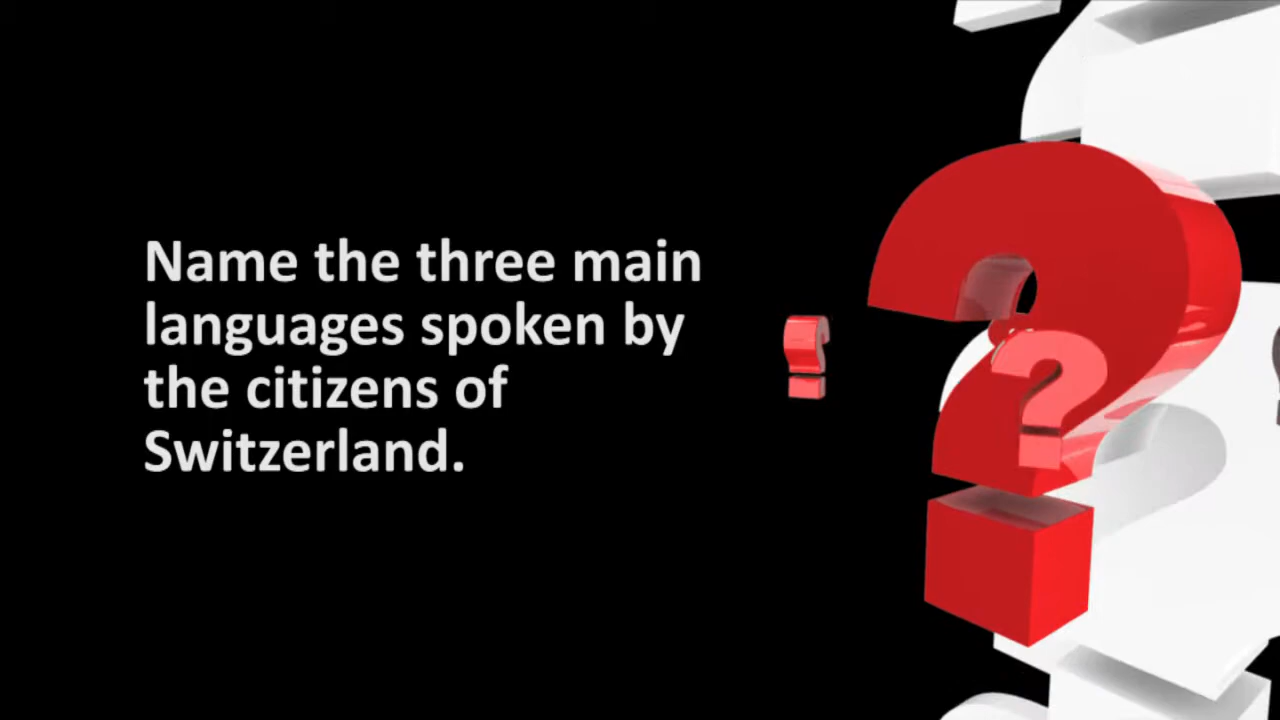 Name the three main
languages spoken by
the citizens of
Switzerland.